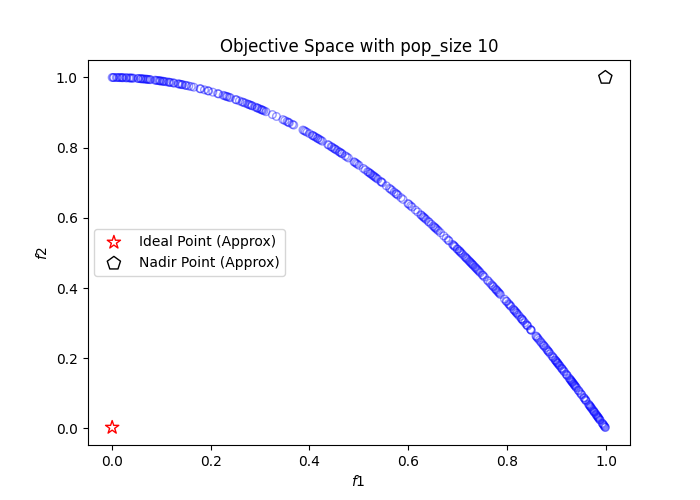 Objective Space with pop_size 10
1.0
0.8
0.6
0.4
0.2
0.0
f2
Ideal Point (Approx)
Nadir Point (Approx)
0.0 0.2 0.4 0.6 0.8 1.0
f1